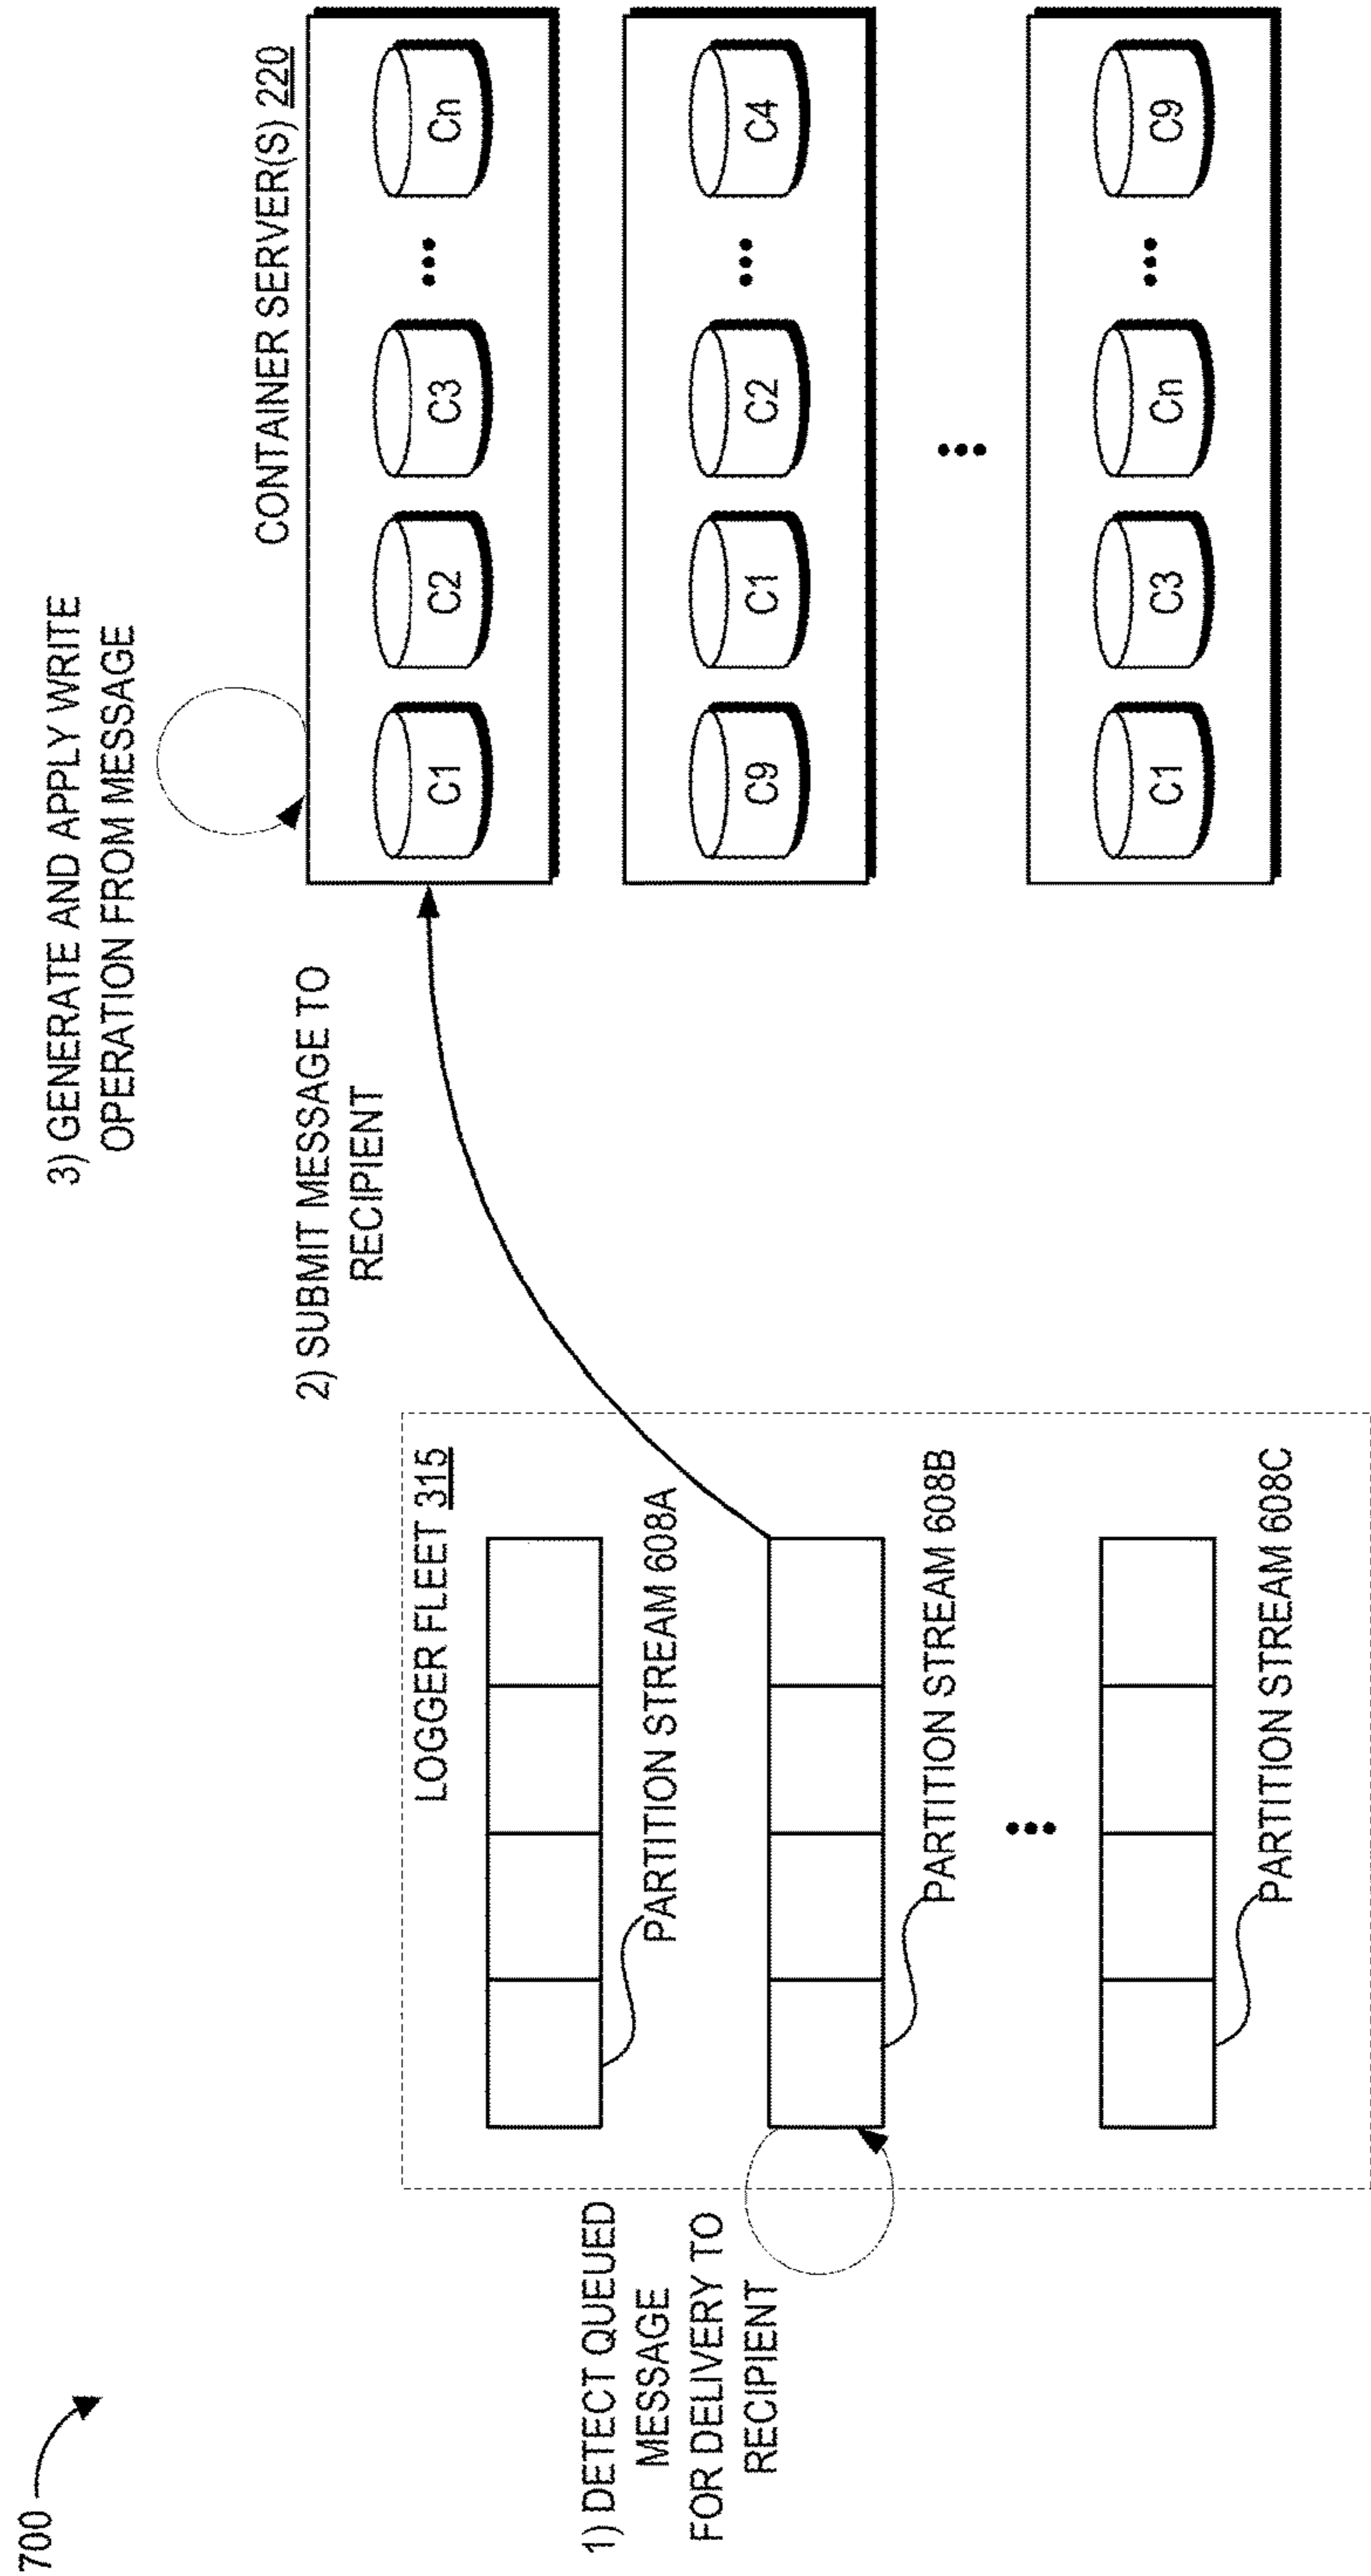 700
3) GENERATE AND APPLY WRITE
OPERATION FROM MESSAGE
CONTAINER SERVER(S) 220
2) SUBMIT MESSAGE TO
RECIPIENT
LOGGER FLEET 315
PARTITION STREAM 608A
1) DETECT QUEUED
MESSAGE
FOR DELIVERY TO
RECIPIENT
PARTITION STREAM 608B
PARTITION STREAM 608C
C1 C2 C3 ••• Cn
C9 C1 C2 ••• C4
•••
C1 C3 Cn ••• C9